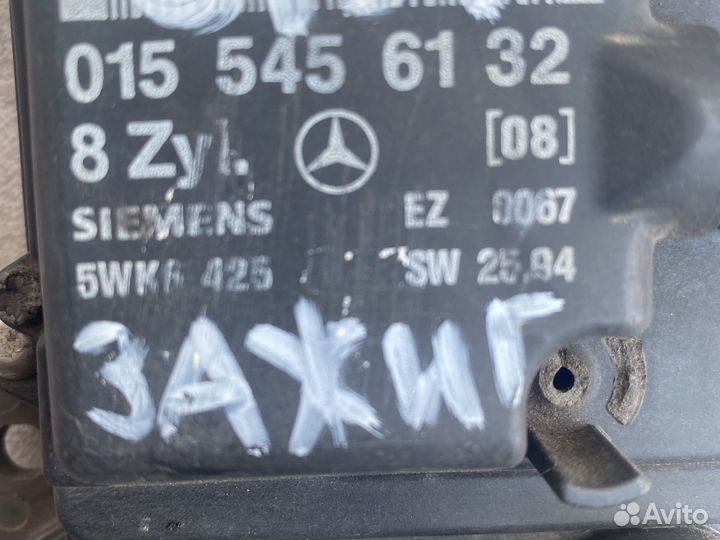 015 545 61 32
8 Zyl. [08]
SIEMENS EZ 0067
5WK6 425 SW 25.94
ЗАЖИГ
Avito